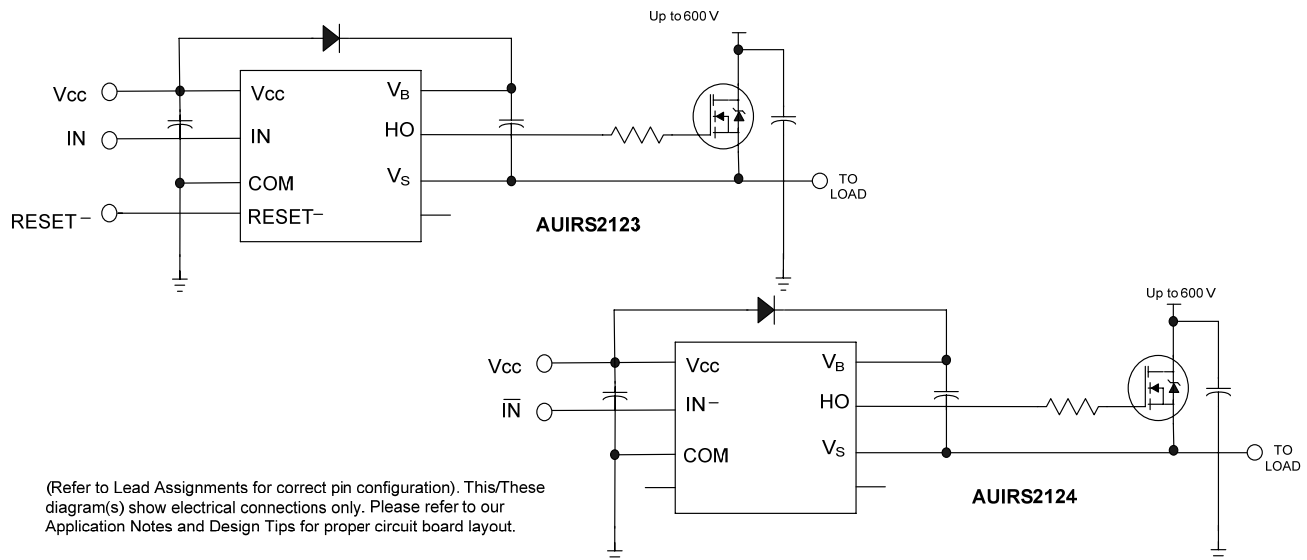 Up to 600 V
Vcc
Vcc
VB
IN
IN
HO
COM
VS
TO
LOAD
RESET–
RESET–
AUIRS2123
Up to 600 V
Vcc
Vcc
VB
I̅N̅
IN–
HO
COM
VS
TO
LOAD
AUIRS2124
(Refer to Lead Assignments for correct pin configuration). This/These
diagram(s) show electrical connections only. Please refer to our
Application Notes and Design Tips for proper circuit board layout.